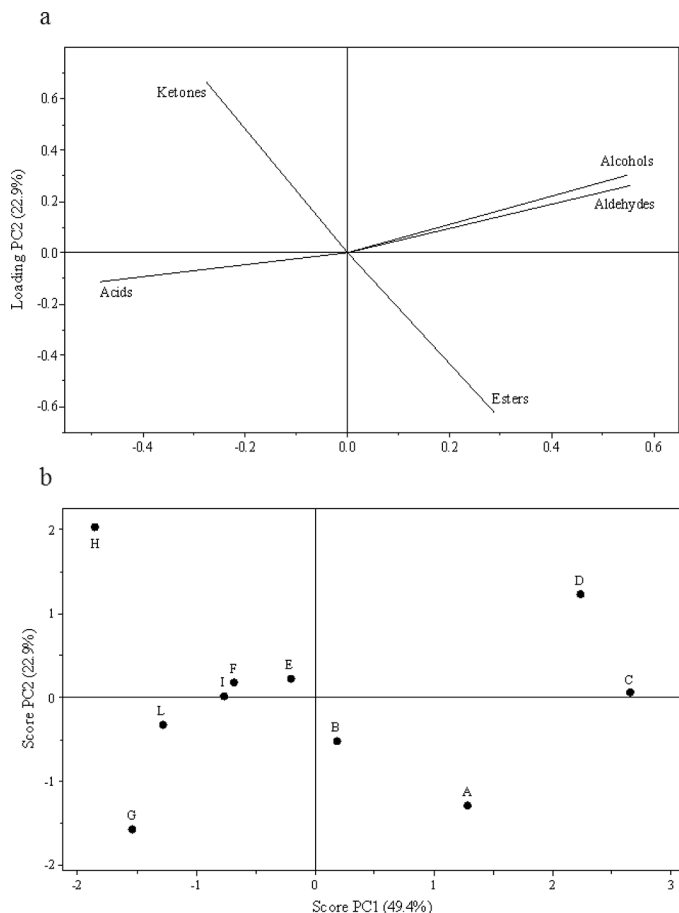 a
Loading PC2 (22.9%)
0.6
0.4
0.2
0.0
-0.2
-0.4
-0.6
Ketones
Alcohols
Aldehydes
Acids
Esters
-0.4 -0.2 0.0 0.2 0.4 0.6
b
Score PC2 (22.9%)
2
1
0
-1
-2
H
D
F
E
I
C
L
B
A
G
-2 -1 0 1 2 3
Score PC1 (49.4%)